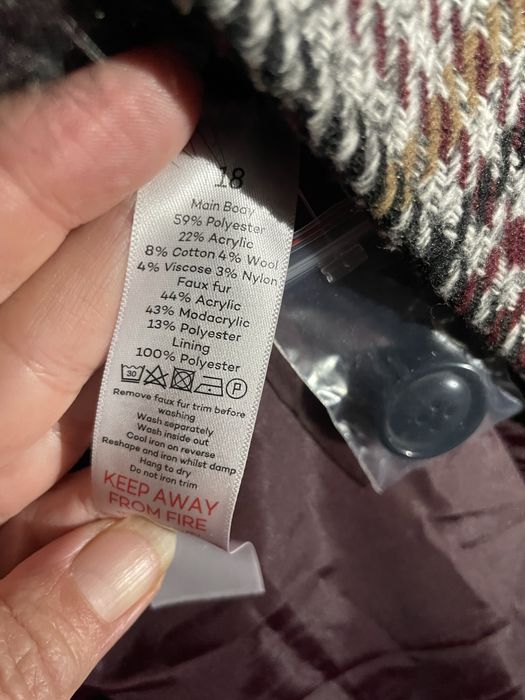 18
Main Body
59% Polyester
22% Acrylic
8% Cotton 4% Wool
4% Viscose 3% Nylon
Faux fur
44% Acrylic
43% Modacrylic
13% Polyester
Lining
100% Polyester
30 P
Remove faux fur trim before
washing
Wash separately
Wash inside out
Cool iron on reverse
Reshape and iron whilst damp
Hang to dry
Do not iron trim
KEEP AWAY
FROM FIRE